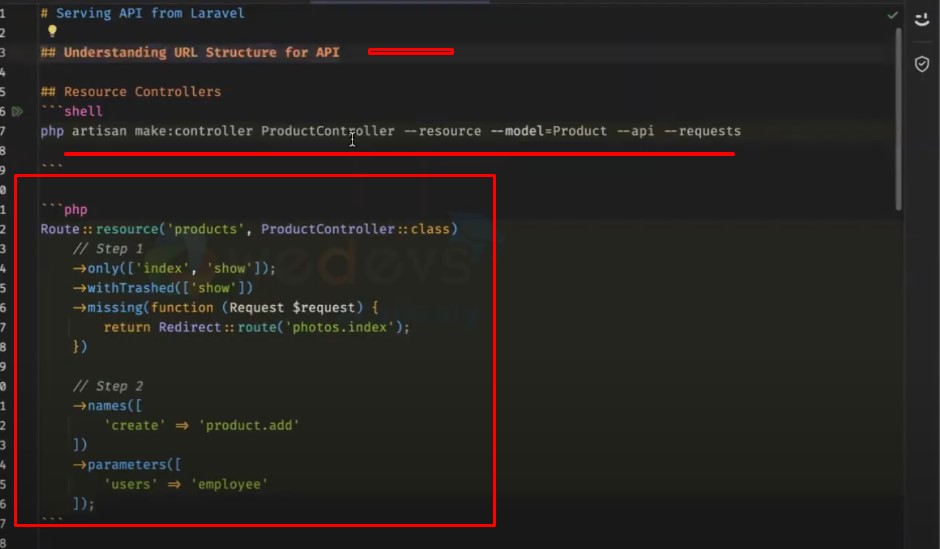 1 # Serving API from Laravel
2
3 ## Understanding URL Structure for API
4
5 ## Resource Controllers
6 ```shell
7 php artisan make:controller ProductController --resource --model=Product --api --requests
8
9 ```
0
1 ```php
2 Route::resource('products', ProductController::class)
3 // Step 1
4 →only(['index', 'show']);
5 →withTrashed(['show'])
6 →missing(function (Request $request) {
7 return Redirect::route('photos.index');
8 })
9
0 // Step 2
1 →names([
2 'create' ⇒ 'product.add'
3 ])
4 →parameters([
5 'users' ⇒ 'employee'
6 ]);
7 ```
8